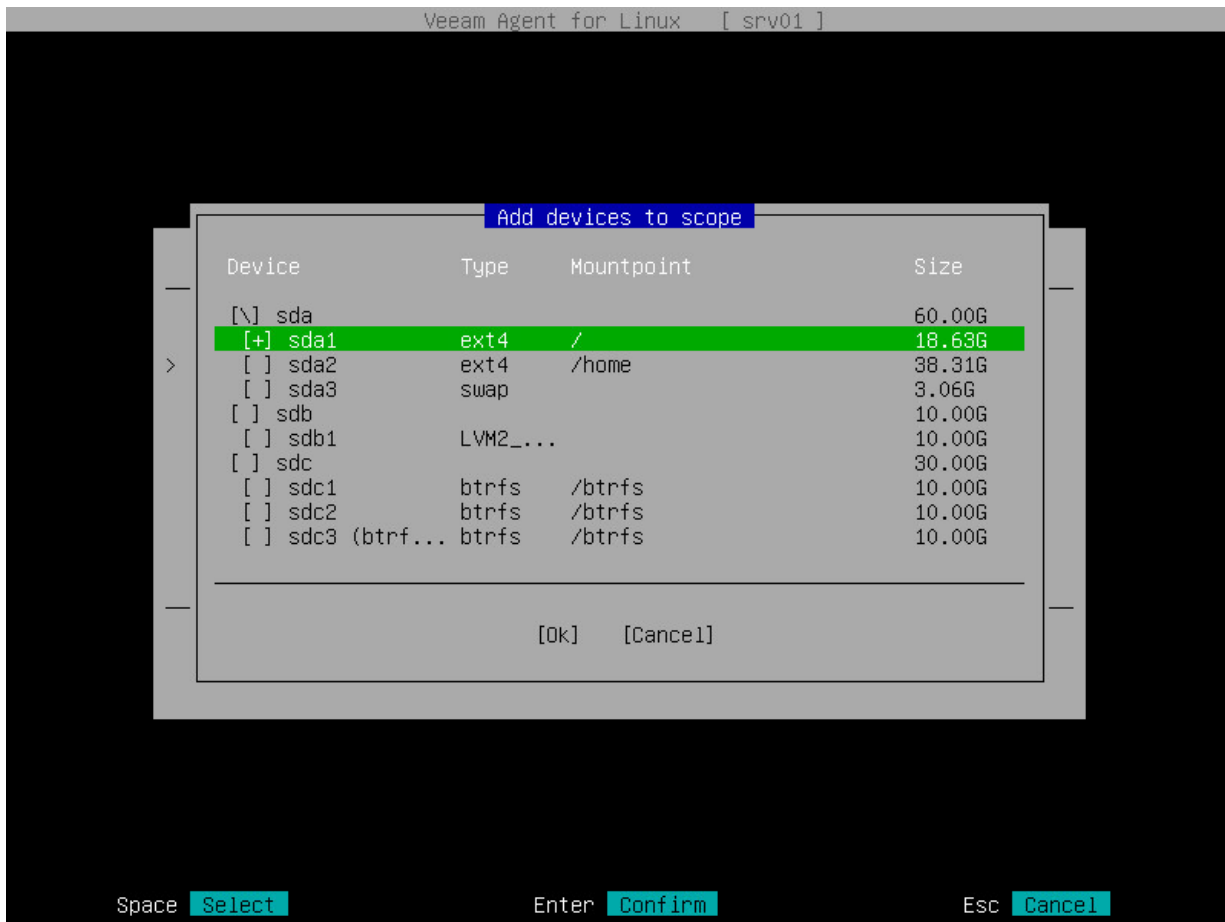 Veeam Agent for Linux [ srv01 ]
Add devices to scope
Device Type Mountpoint Size
[\] sda 60.00G
[+] sda1 ext4 / 18.63G
> [ ] sda2 ext4 /home 38.31G
[ ] sda3 swap 3.06G
[ ] sdb 10.00G
[ ] sdb1 LVM2_... 10.00G
[ ] sdc 30.00G
[ ] sdc1 btrfs /btrfs 10.00G
[ ] sdc2 btrfs /btrfs 10.00G
[ ] sdc3 (btrf... btrfs /btrfs 10.00G
[Ok] [Cancel]
Space Select Enter Confirm Esc Cancel